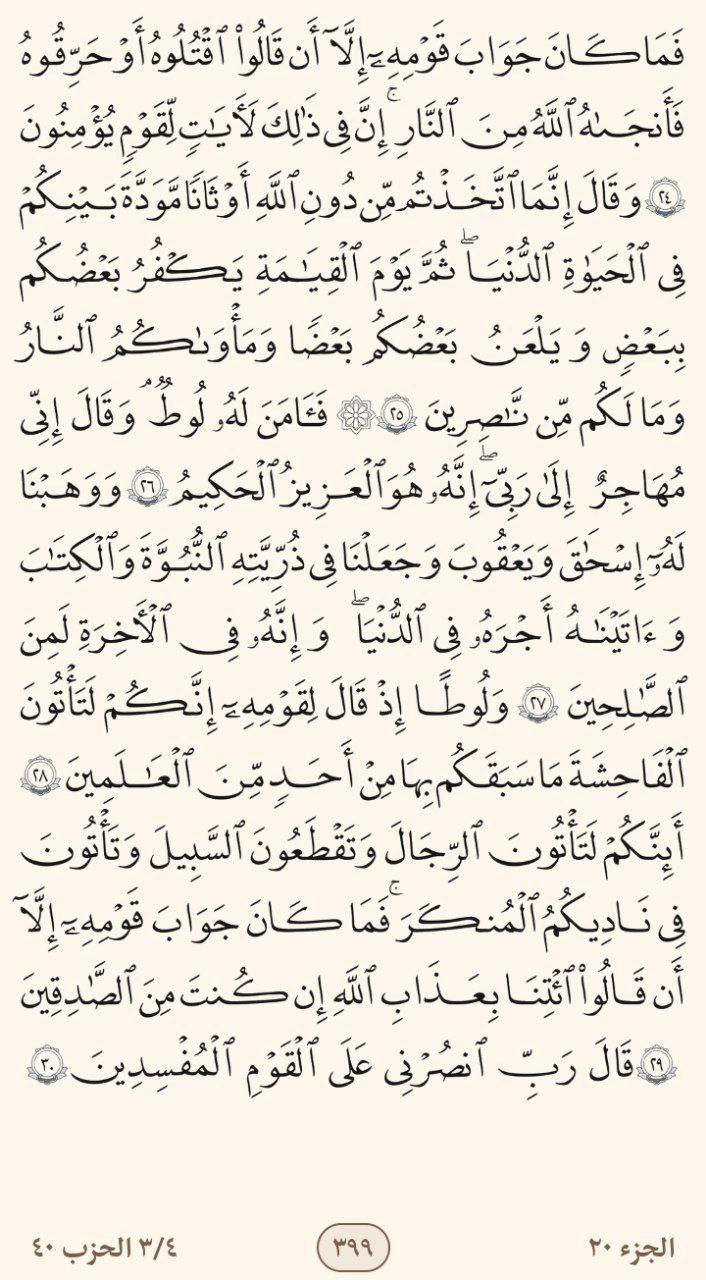 فَمَا كَانَ جَوَابَ قَوْمِهِۦٓ إِلَّآ أَن قَالُوا۟ ٱقْتُلُوهُ أَوْ حَرِّقُوهُ
فَأَنجَىٰهُ ٱللَّهُ مِنَ ٱلنَّارِ ۚ إِنَّ فِى ذَٰلِكَ لَـَٔايَـٰتٍ لِّقَوْمٍ يُؤْمِنُونَ
٢٤ وَقَالَ إِنَّمَا ٱتَّخَذْتُم مِّن دُونِ ٱللَّهِ أَوْثَـٰنًا مَّوَدَّةَ بَيْنِكُمْ
فِى ٱلْحَيَوٰةِ ٱلدُّنْيَا ۖ ثُمَّ يَوْمَ ٱلْقِيَـٰمَةِ يَكْفُرُ بَعْضُكُم
بِبَعْضٍ وَيَلْعَنُ بَعْضُكُم بَعْضًا وَمَأْوَىٰكُمُ ٱلنَّارُ
وَمَا لَكُم مِّن نَّـٰصِرِينَ ٢٥ ۞ فَـَٔامَنَ لَهُۥ لُوطٌ ۘ وَقَالَ إِنِّى
مُهَاجِرٌ إِلَىٰ رَبِّىٓ ۖ إِنَّهُۥ هُوَ ٱلْعَزِيزُ ٱلْحَكِيمُ ٢٦ وَوَهَبْنَا
لَهُۥٓ إِسْحَـٰقَ وَيَعْقُوبَ وَجَعَلْنَا فِى ذُرِّيَّتِهِ ٱلنُّبُوَّةَ وَٱلْكِتَـٰبَ
وَءَاتَيْنَـٰهُ أَجْرَهُۥ فِى ٱلدُّنْيَا ۖ وَإِنَّهُۥ فِى ٱلْـَٔاخِرَةِ لَمِنَ
ٱلصَّـٰلِحِينَ ٢٧ وَلُوطًا إِذْ قَالَ لِقَوْمِهِۦٓ إِنَّكُمْ لَتَأْتُونَ
ٱلْفَـٰحِشَةَ مَا سَبَقَكُم بِهَا مِنْ أَحَدٍ مِّنَ ٱلْعَـٰلَمِينَ ٢٨
أَئِنَّكُمْ لَتَأْتُونَ ٱلرِّجَالَ وَتَقْطَعُونَ ٱلسَّبِيلَ وَتَأْتُونَ
فِى نَادِيكُمُ ٱلْمُنكَرَ ۖ فَمَا كَانَ جَوَابَ قَوْمِهِۦٓ إِلَّآ
أَن قَالُوا۟ ٱئْتِنَا بِعَذَابِ ٱللَّهِ إِن كُنتَ مِنَ ٱلصَّـٰدِقِينَ
٢٩ قَالَ رَبِّ ٱنصُرْنِى عَلَى ٱلْقَوْمِ ٱلْمُفْسِدِينَ ٣٠
الجزء ٢٠
٣٩٩
٣/٤ الحزب ٤٠